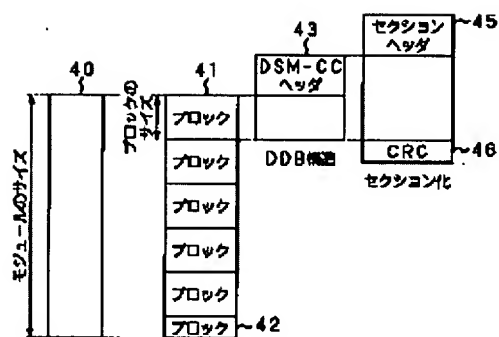 45
セクション
ヘッダ
43
DSM-CC
ヘッダ
40
41
ブロックの
サイズ
モジュールのサイズ
ブロック
ブロック
ブロック
ブロック
ブロック
ブロック
42
DDB構造
CRC
46
セクション化